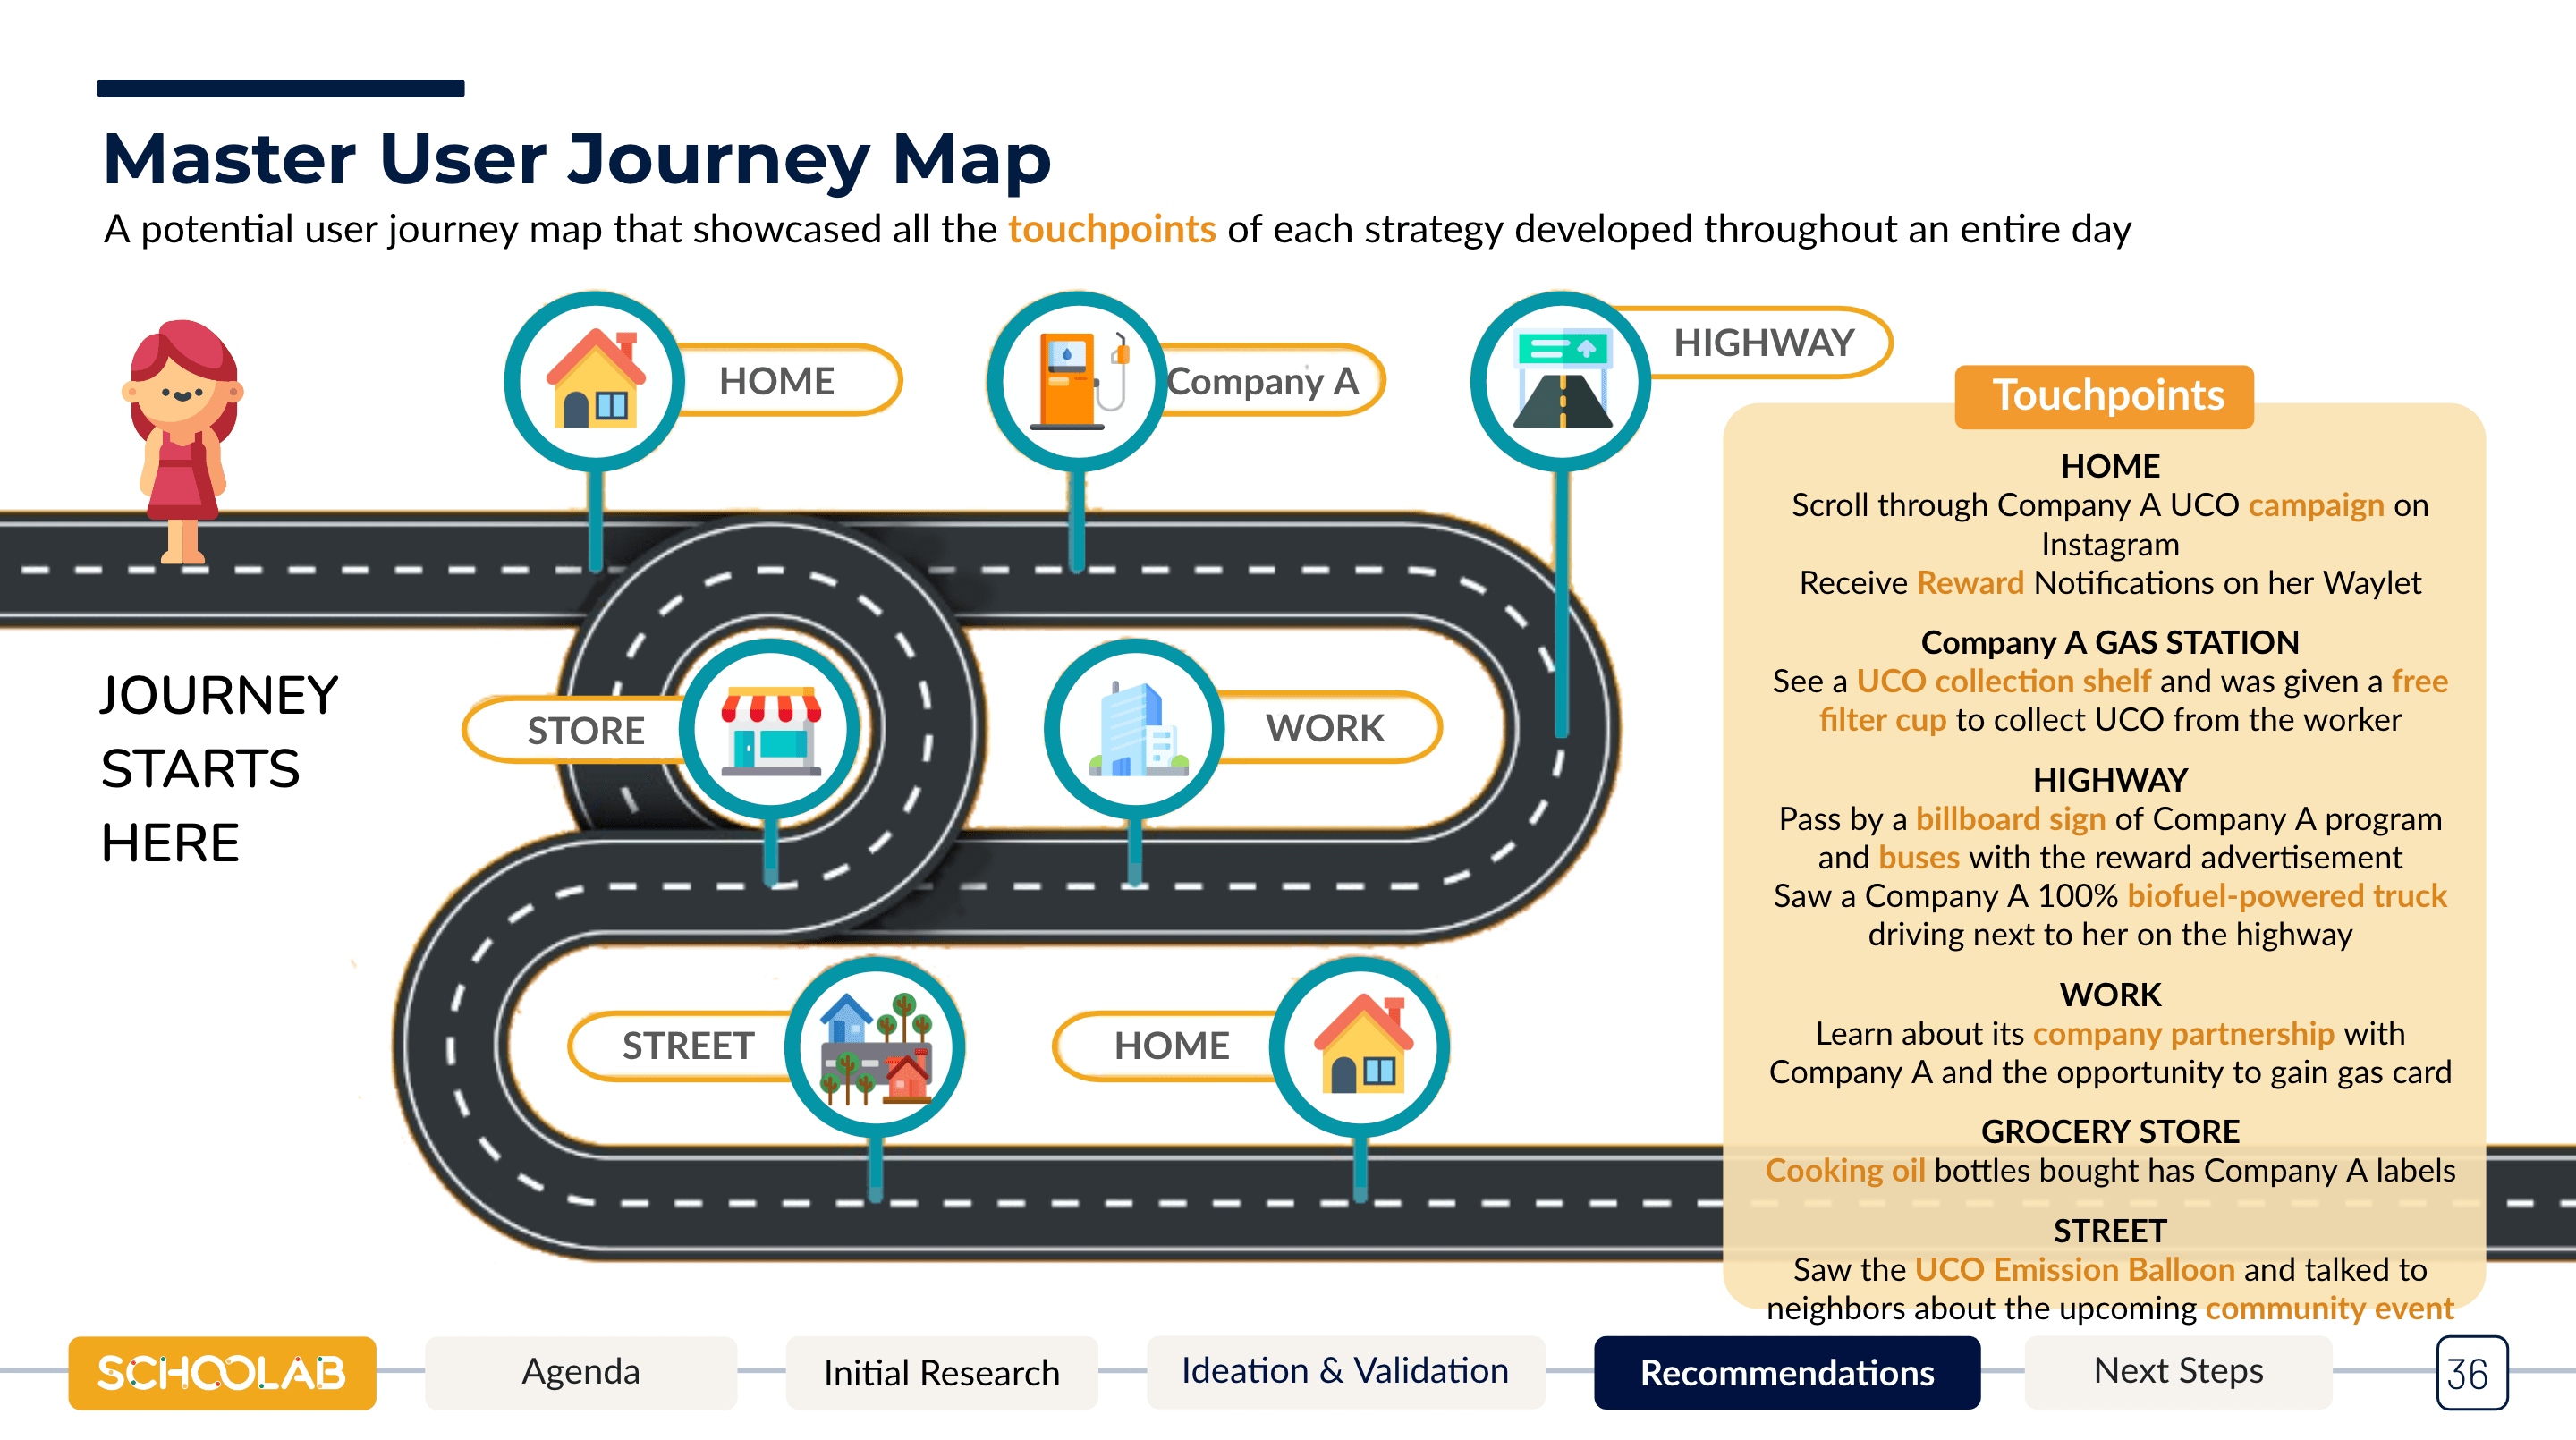 Master User Journey Map
A potential user journey map that showcased all the touchpoints of each strategy developed throughout an entire day
HOME
Company A
HIGHWAY
STORE
WORK
STREET
HOME
JOURNEY
STARTS
HERE
Touchpoints
HOME
Scroll through Company A UCO campaign on
Instagram
Receive Reward Notifications on her Waylet
Company A GAS STATION
See a UCO collection shelf and was given a free
filter cup to collect UCO from the worker
HIGHWAY
Pass by a billboard sign of Company A program
and buses with the reward advertisement
Saw a Company A 100% biofuel-powered truck
driving next to her on the highway
WORK
Learn about its company partnership with
Company A and the opportunity to gain gas card
GROCERY STORE
Cooking oil bottles bought has Company A labels
STREET
Saw the UCO Emission Balloon and talked to
neighbors about the upcoming community event
SCHOOLAB
Agenda
Initial Research
Ideation & Validation
Recommendations
Next Steps
36